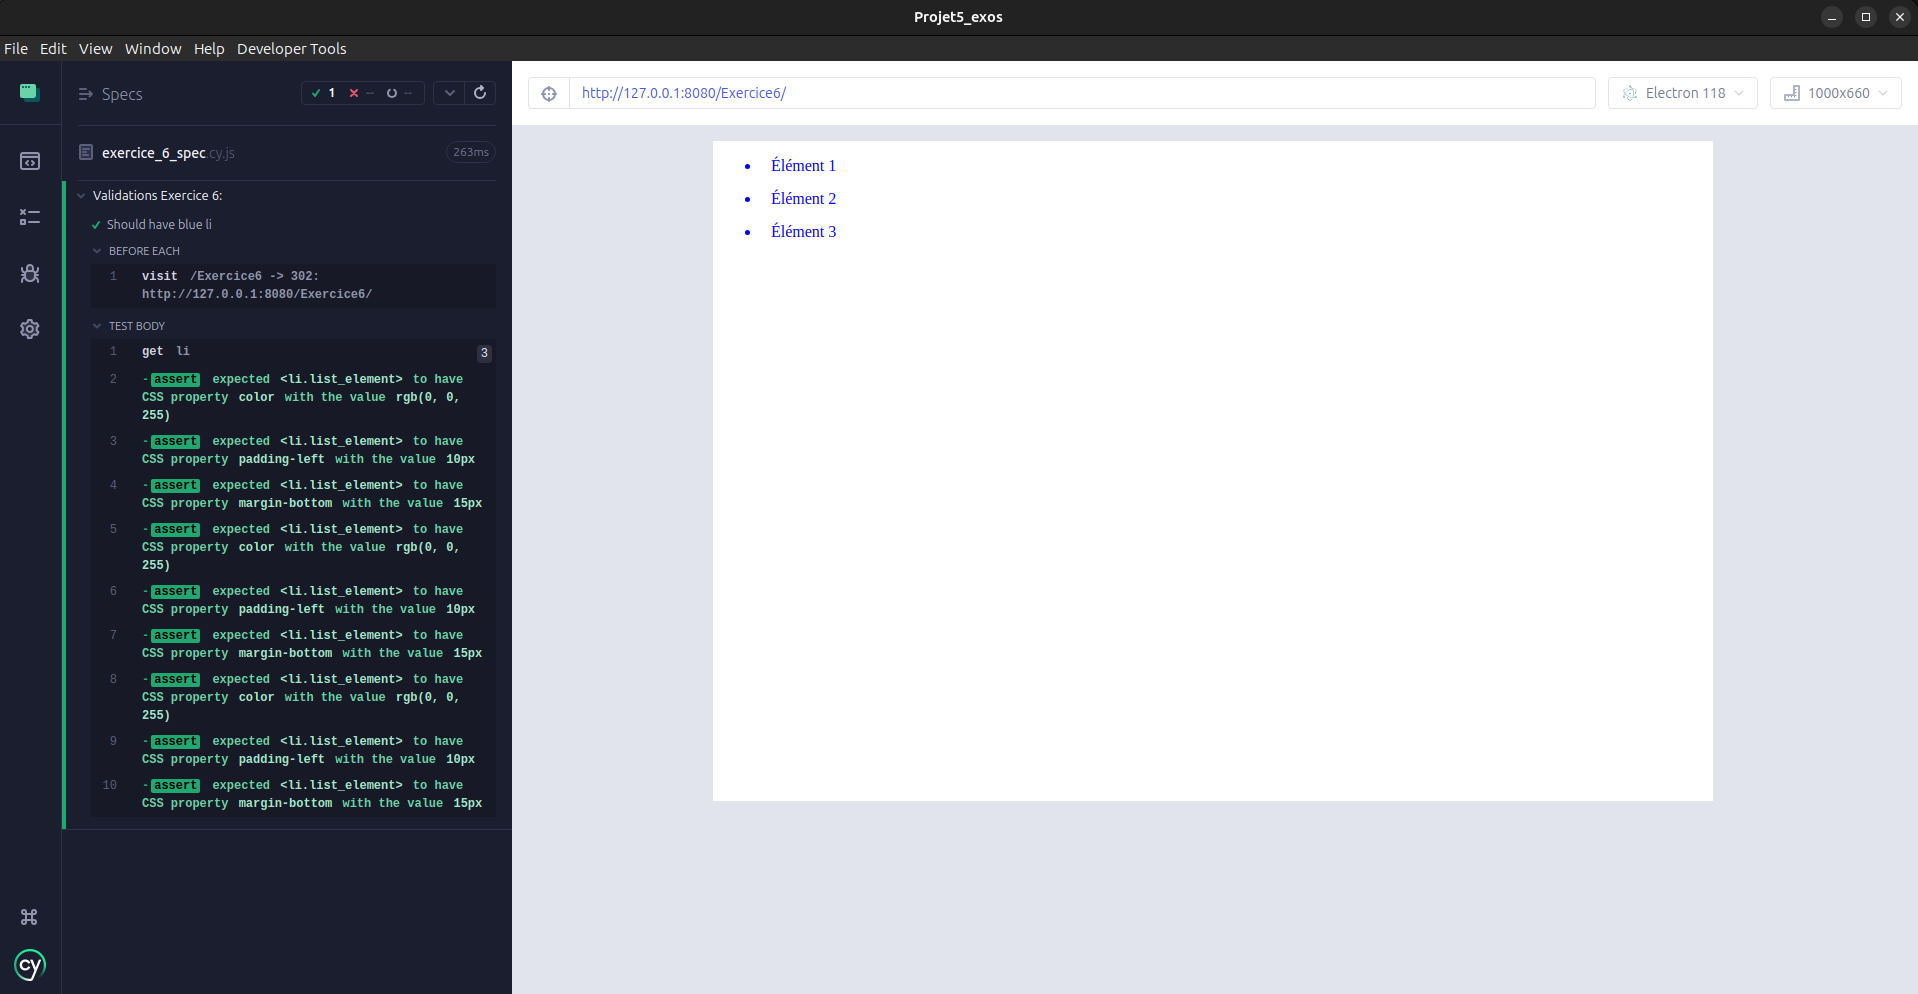 Projet5_exos
File Edit View Window Help Developer Tools
Specs
1 -- --
exercice_6_spec.cy.js
263ms
Validations Exercice 6:
Should have blue li
BEFORE EACH
1 visit /Exercice6 -> 302:
http://127.0.0.1:8080/Exercice6/
TEST BODY
1 get li 3
2 -assert expected <li.list_element> to have
CSS property color with the value rgb(0, 0,
255)
3 -assert expected <li.list_element> to have
CSS property padding-left with the value 10px
4 -assert expected <li.list_element> to have
CSS property margin-bottom with the value 15px
5 -assert expected <li.list_element> to have
CSS property color with the value rgb(0, 0,
255)
6 -assert expected <li.list_element> to have
CSS property padding-left with the value 10px
7 -assert expected <li.list_element> to have
CSS property margin-bottom with the value 15px
8 -assert expected <li.list_element> to have
CSS property color with the value rgb(0, 0,
255)
9 -assert expected <li.list_element> to have
CSS property padding-left with the value 10px
10 -assert expected <li.list_element> to have
CSS property margin-bottom with the value 15px
cy
http://127.0.0.1:8080/Exercice6/
Electron 118
1000x660
Élément 1
Élément 2
Élément 3